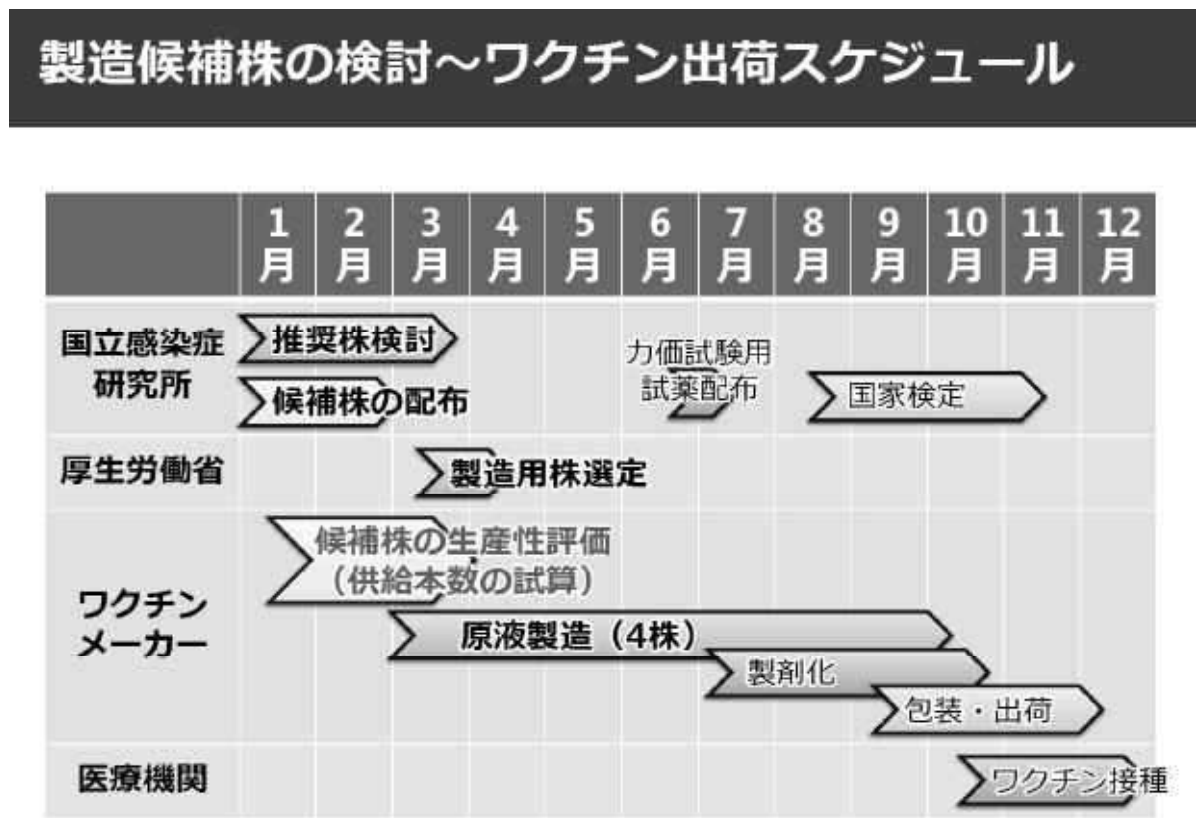 製造候補株の検討～ワクチン出荷スケジュール
1月 2月 3月 4月 5月 6月 7月 8月 9月 10月 11月 12月
国立感染症
研究所
推奨株検討
候補株の配布
力価試験用
試薬配布
国家検定
厚生労働省
製造用株選定
ワクチン
メーカー
候補株の生産性評価
（供給本数の試算）
原液製造（4株）
製剤化
包装・出荷
医療機関
ワクチン接種